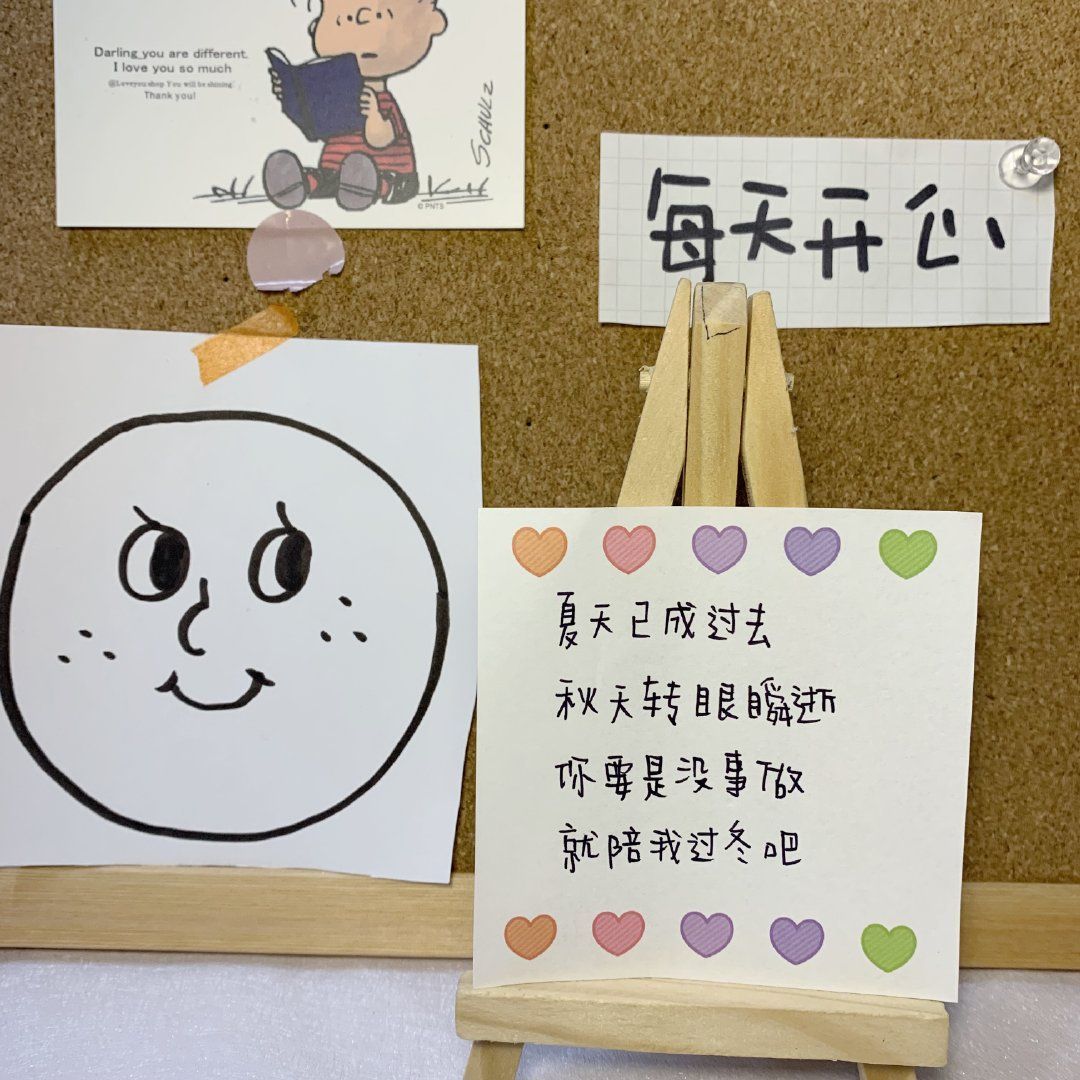 Darling you are different.
I love you so much
@Loveyou shop You will be shining!
Thank you!
SCHULZ
© PNTS
每天开心
夏天已成过去
秋天转眼瞬逝
你要是没事做
就陪我过冬吧